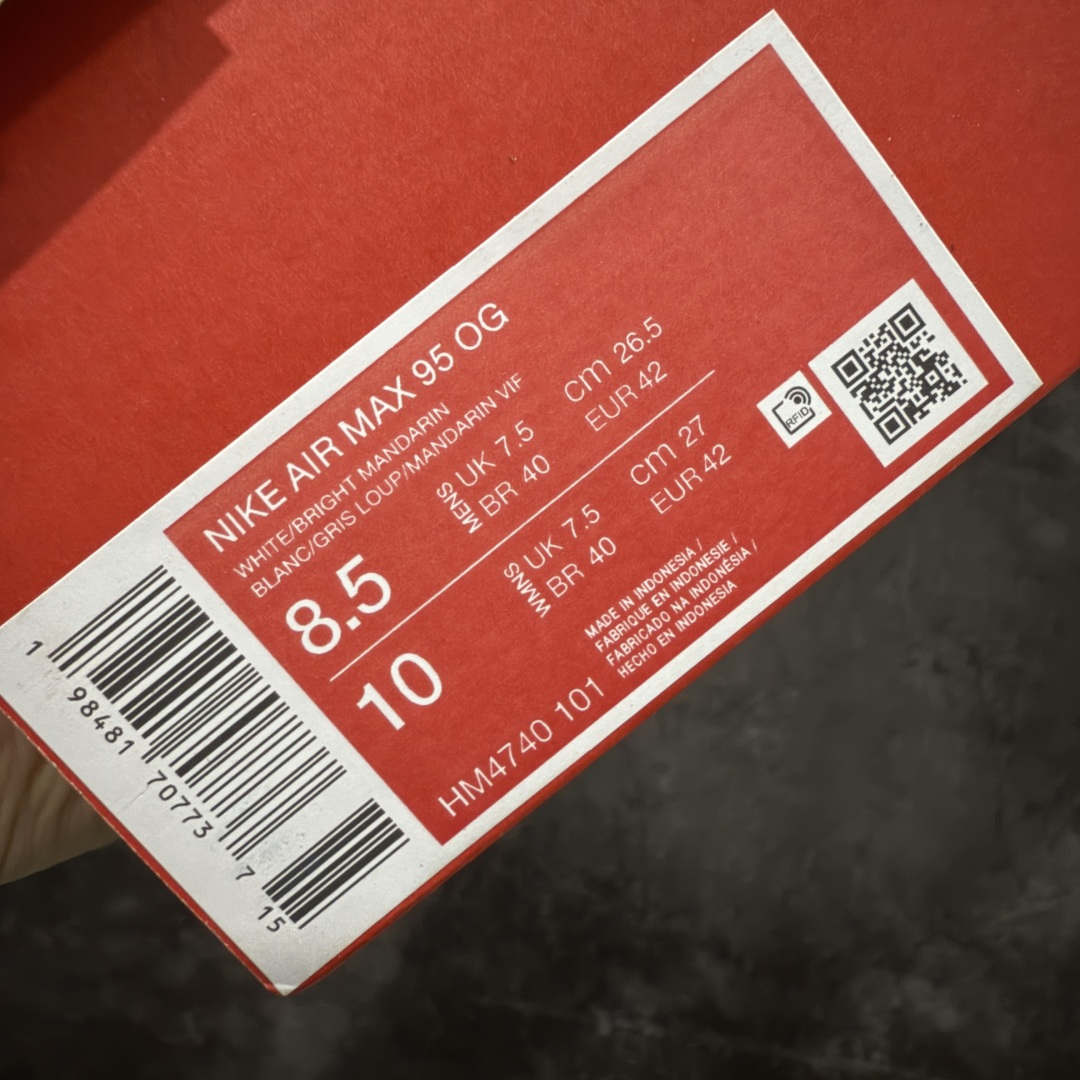 NIKE AIR MAX 95 OG
WHITE/BRIGHT MANDARIN
BLANC/GRIS LOUP/MANDARIN VIF
8.5
MENS
UK 7.5
cm 26.5
BR 40
EUR 42
10
WMNS
UK 7.5
cm 27
BR 40
EUR 42
MADE IN INDONESIA /
FABRIQUE EN INDONESIE /
FABRICADO NA INDONÉSIA /
HECHO EN INDONESIA
HM4740 101
RFID
1 98481 70773 7
15